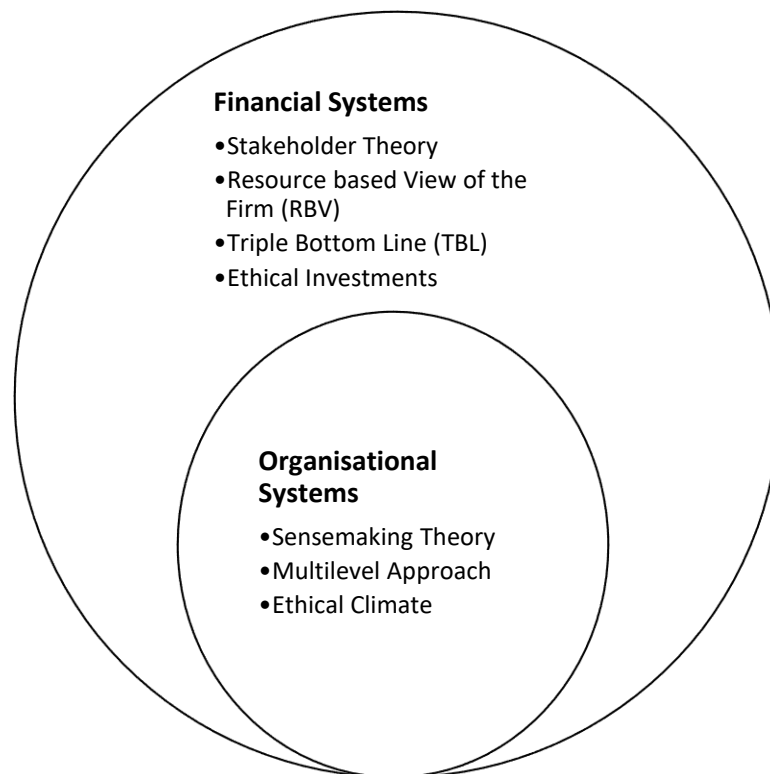 Financial Systems
•Stakeholder Theory
•Resource based View of the
Firm (RBV)
•Triple Bottom Line (TBL)
•Ethical Investments
Organisational
Systems
•Sensemaking Theory
•Multilevel Approach
•Ethical Climate